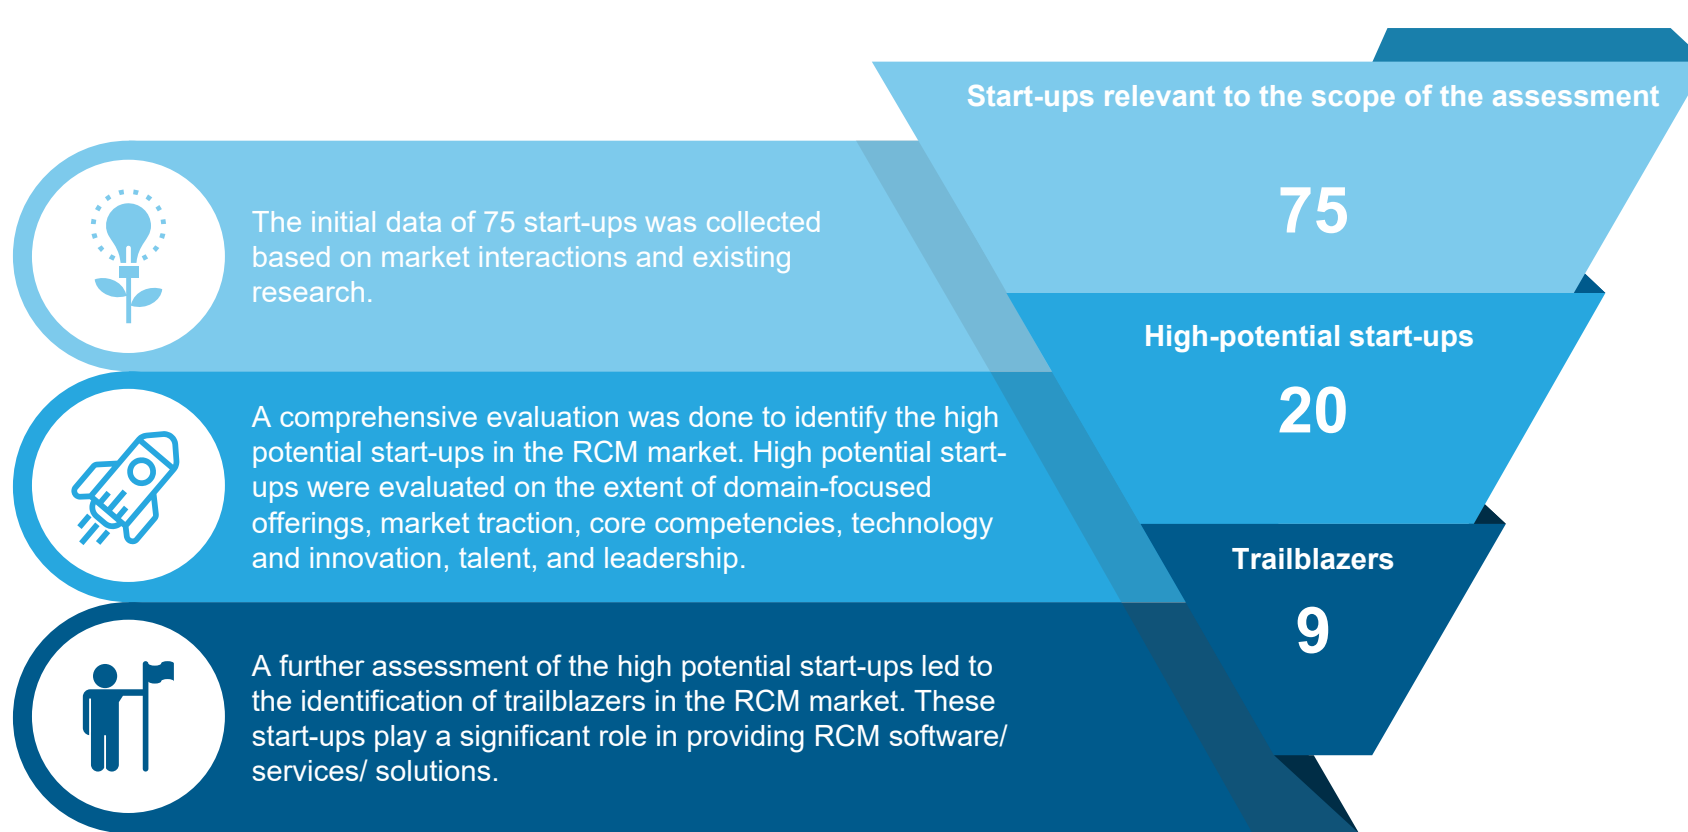 Start-ups relevant to the scope of the assessment
75
The initial data of 75 start-ups was collected
based on market interactions and existing
research.
High-potential start-ups
20
A comprehensive evaluation was done to identify the high
potential start-ups in the RCM market. High potential start-
ups were evaluated on the extent of domain-focused
offerings, market traction, core competencies, technology
and innovation, talent, and leadership.
Trailblazers
9
A further assessment of the high potential start-ups led to
the identification of trailblazers in the RCM market. These
start-ups play a significant role in providing RCM software/
services/ solutions.